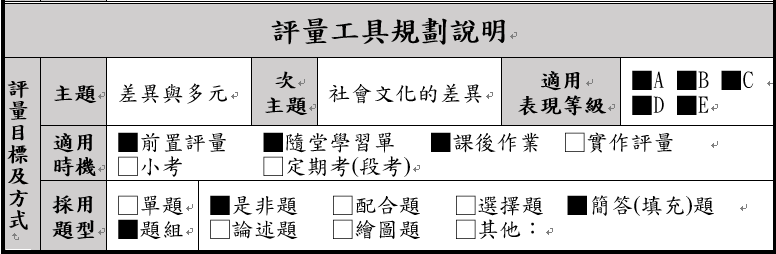 評量工具規劃說明
評量目標及方式
主題 差異與多元 次主題 社會文化的差異 適用表現等級 ■A ■B ■C
■D ■E
適用時機 ■前置評量 ■隨堂學習單 ■課後作業 □實作評量
□小考 □定期考(段考)
採用題型 □單題 ■是非題 □配合題 □選擇題 ■簡答(填充)題
■題組 □論述題 □繪圖題 □其他：